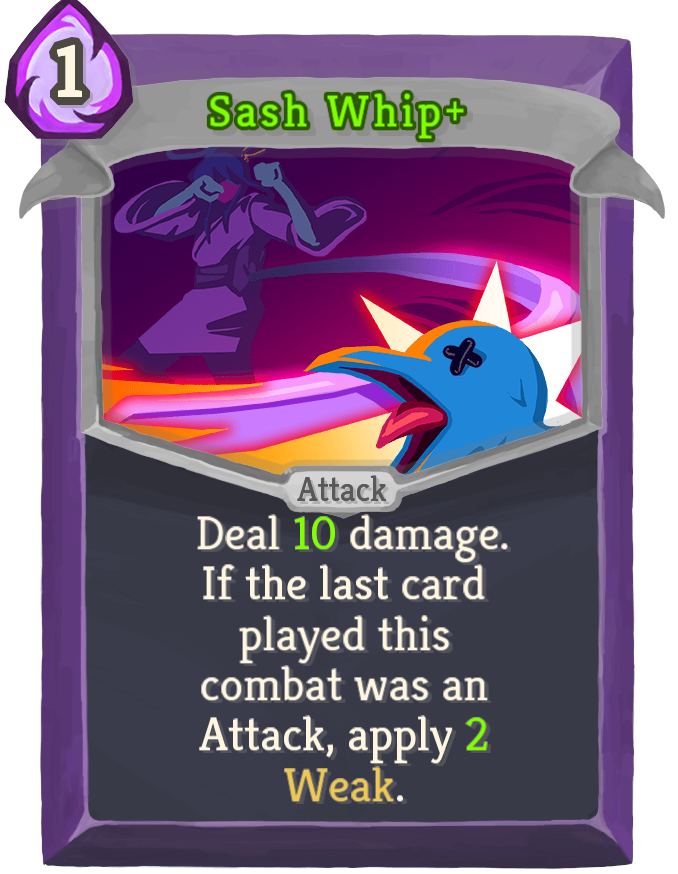 1
Sash Whip+
Attack
Deal 10 damage.
If the last card
played this
combat was an
Attack, apply 2
Weak.